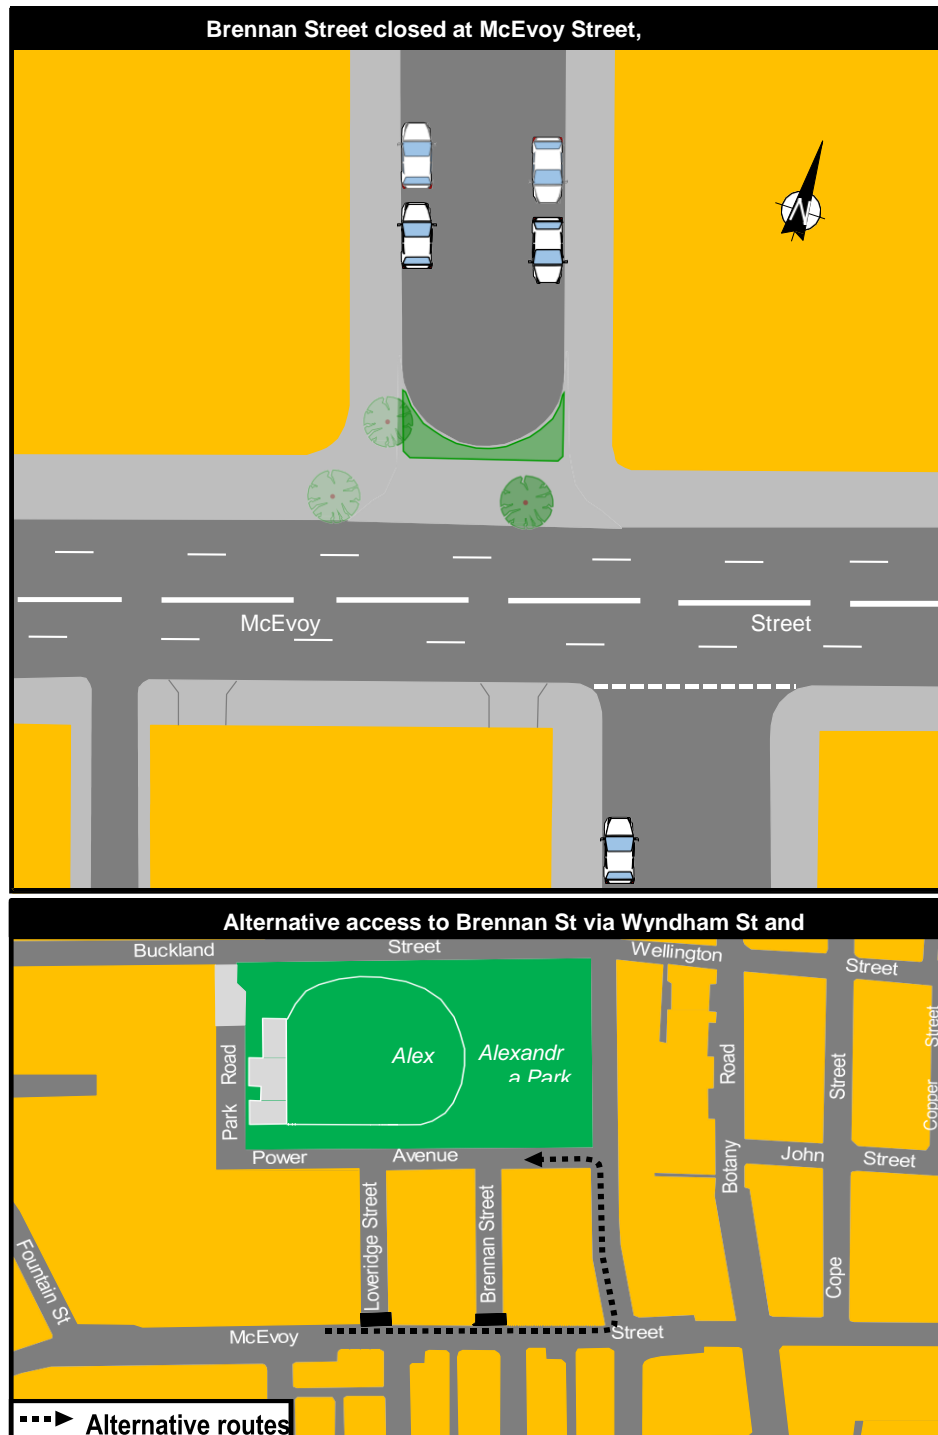 Brennan Street closed at McEvoy Street,
N
McEvoy Street
Alternative access to Brennan St via Wyndham St and
Buckland Street
Wellington
Street
Street
Road
Alex
Alexandr
a Park
Road
Street
Copper
Park
Power Avenue
Botany
John Street
Loveridge Street
Brennan Street
Fountain St
Cope
McEvoy
Street
Alternative routes